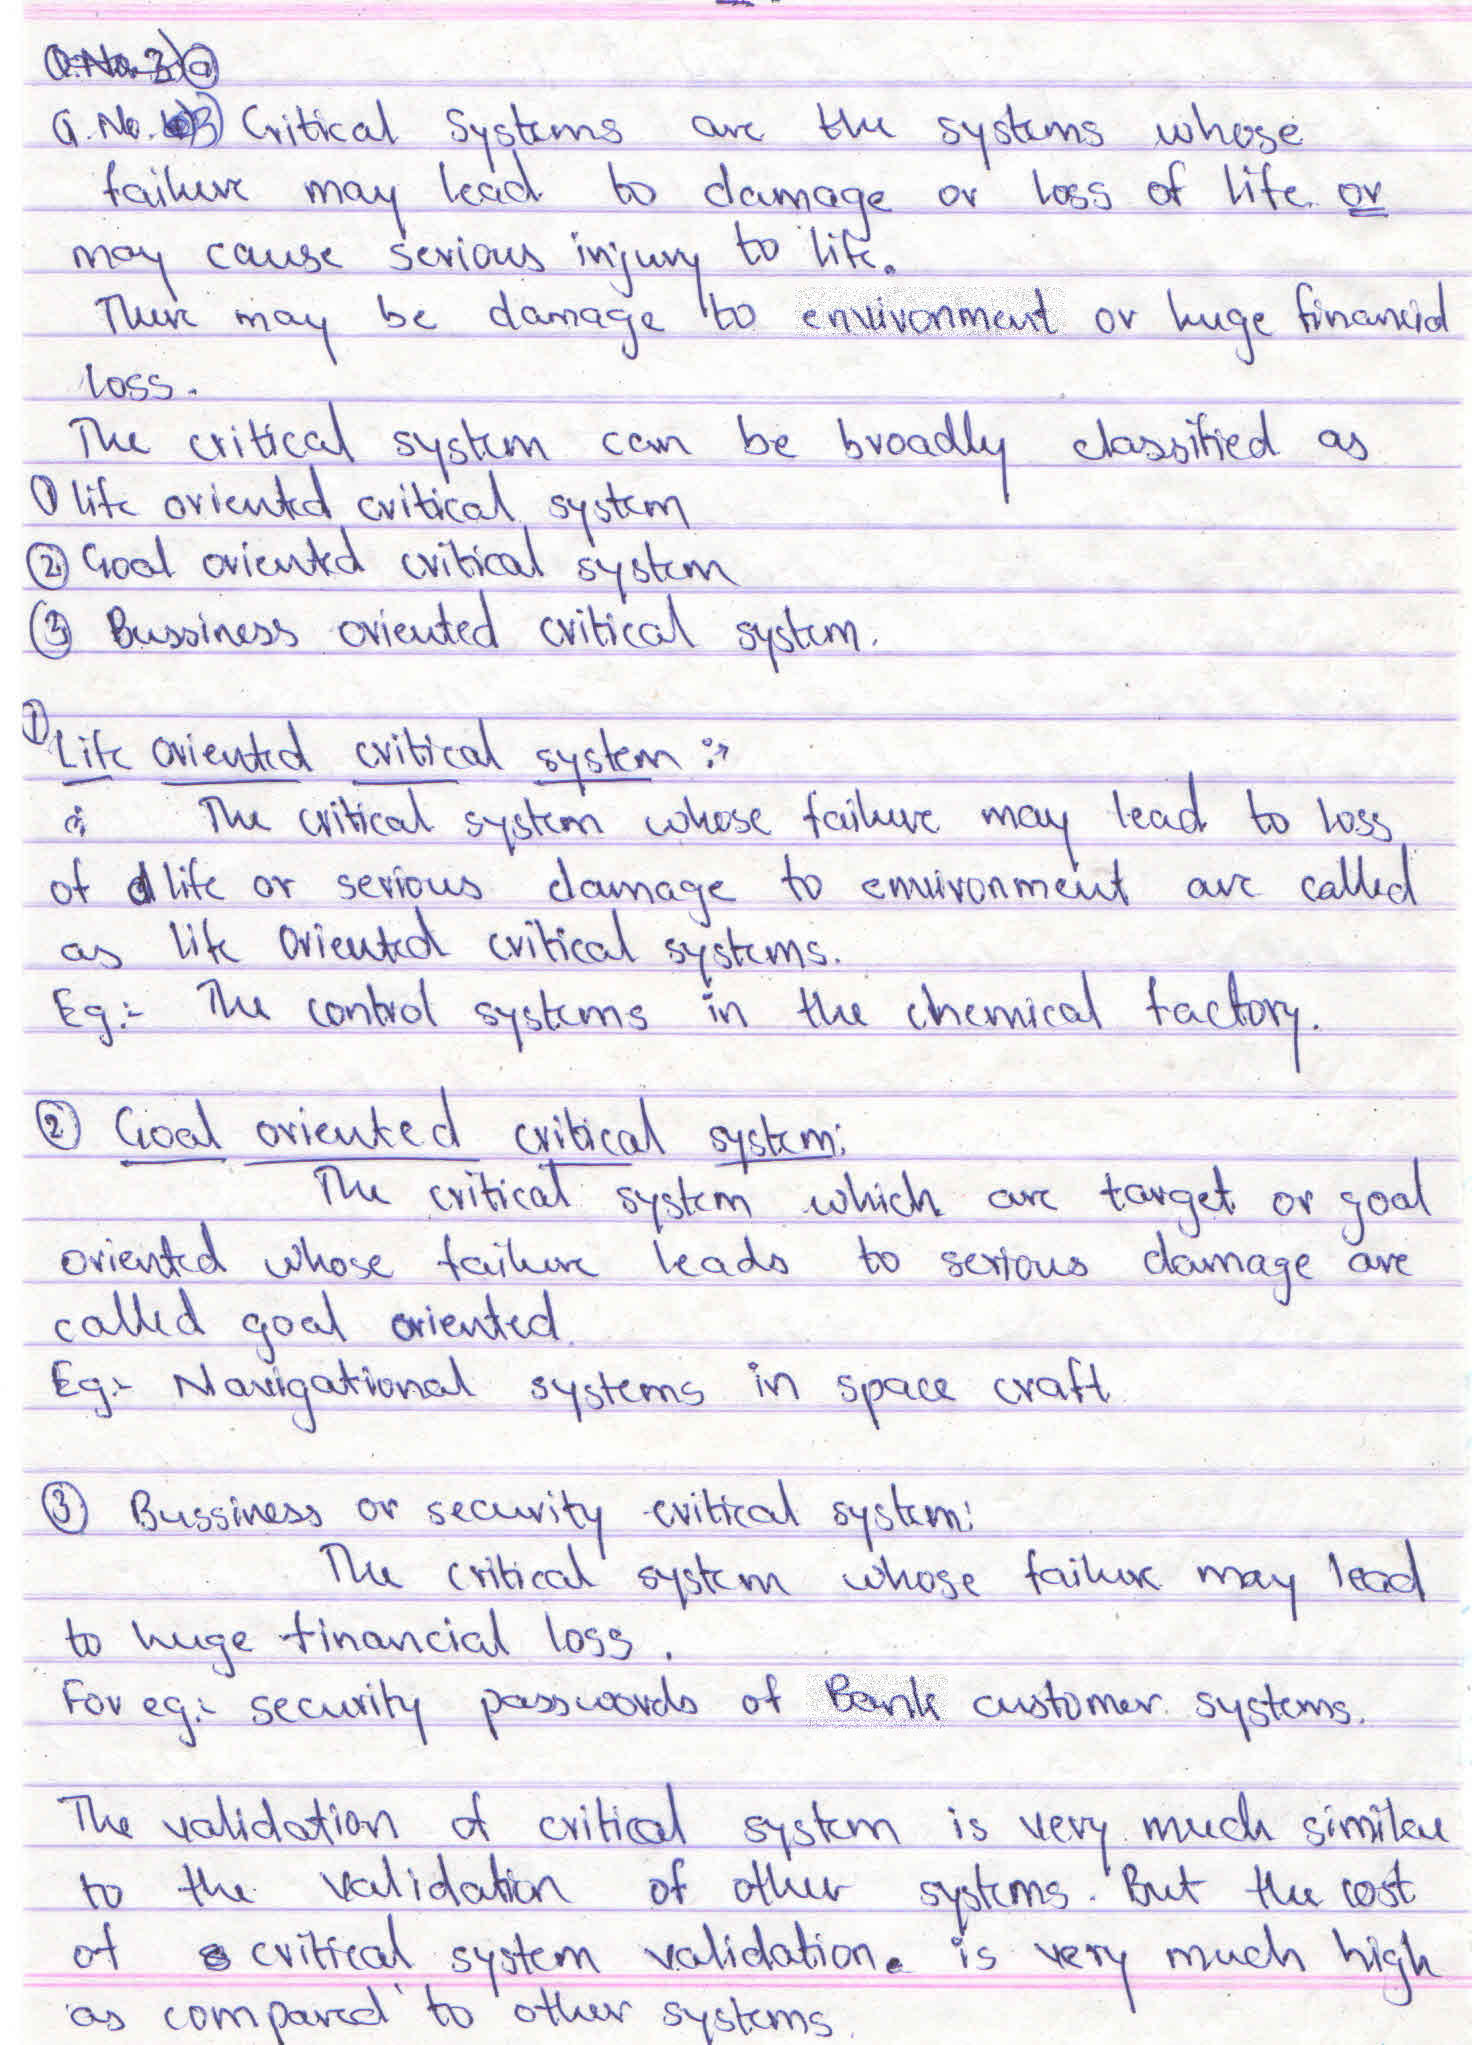 Q.No. 3) a
Q.No. 3) Critical Systems are the systems whose
failure may lead to damage or loss of life or
may cause serious injury to life.
There may be damage to environment or huge financial
loss.
The critical system can be broadly classified as
① life oriented critical system
② Goal oriented critical system
③ Bussiness oriented critical system.
① Life oriented critical system :→
The critical system whose failure may lead to loss
of life or serious damage to environment are called
as life oriented critical systems.
Eg:- The control systems in the chemical factory.
② Goal oriented critical system:
The critical system which are target or goal
oriented whose failure leads to serious damage are
called goal oriented
Eg:- Navigational systems in space craft
③ Bussiness or security critical system:
The critical system whose failure may lead
to huge financial loss.
For eg:- security passwords of Bank customer systems.
The validation of critical system is very much similar
to the validation of other systems. But the cost
of critical system validation is very much high
as compared to other systems.